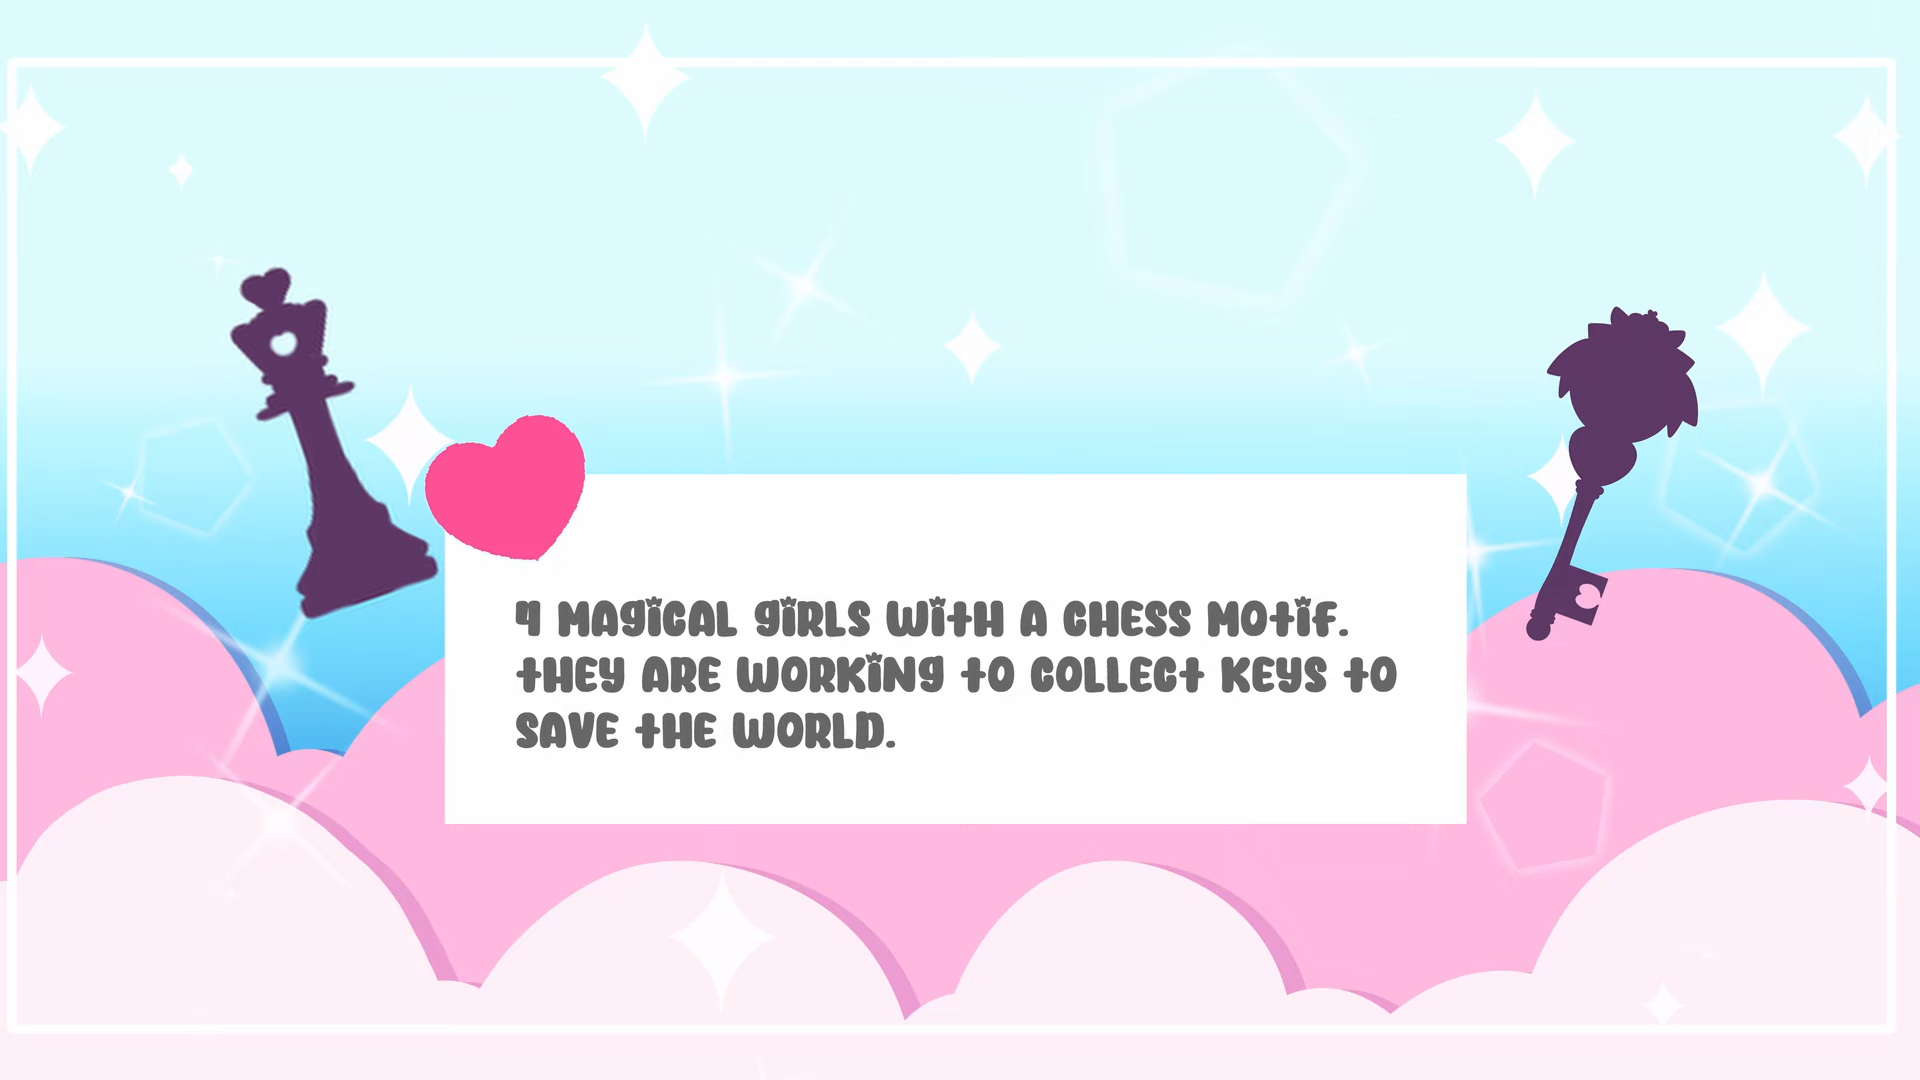 4 MAGICAL GIRLS WITH A CHESS MOTIF.
THEY ARE WORKING TO COLLECT KEYS TO
SAVE THE WORLD.